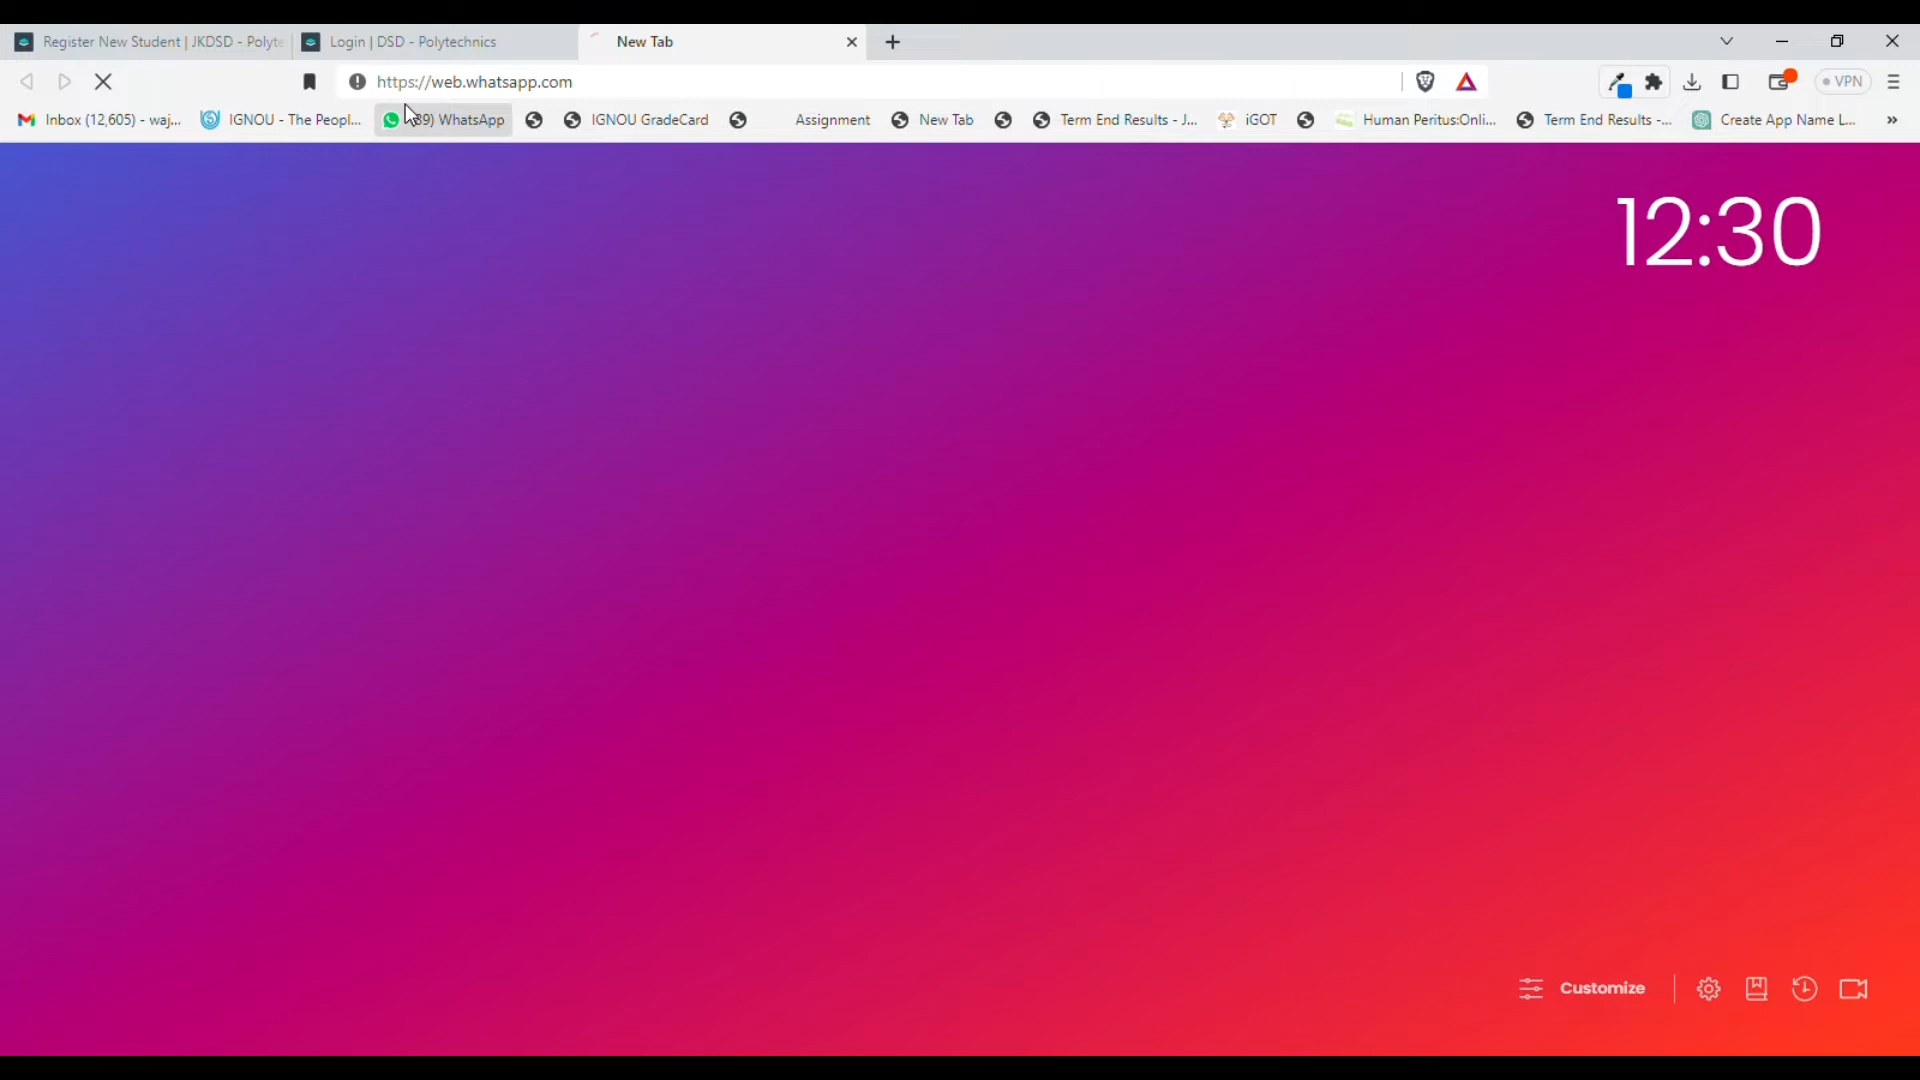 Register New Student | JKDSD - Polyte
Login | DSD - Polytechnics
New Tab
https://web.whatsapp.com
VPN
Inbox (12,605) - waj...
IGNOU - The Peopl...
39) WhatsApp
IGNOU GradeCard
Assignment
New Tab
Term End Results - J...
iGOT
Human Peritus:Onli...
Term End Results -...
Create App Name L...
»
12:30
Customize